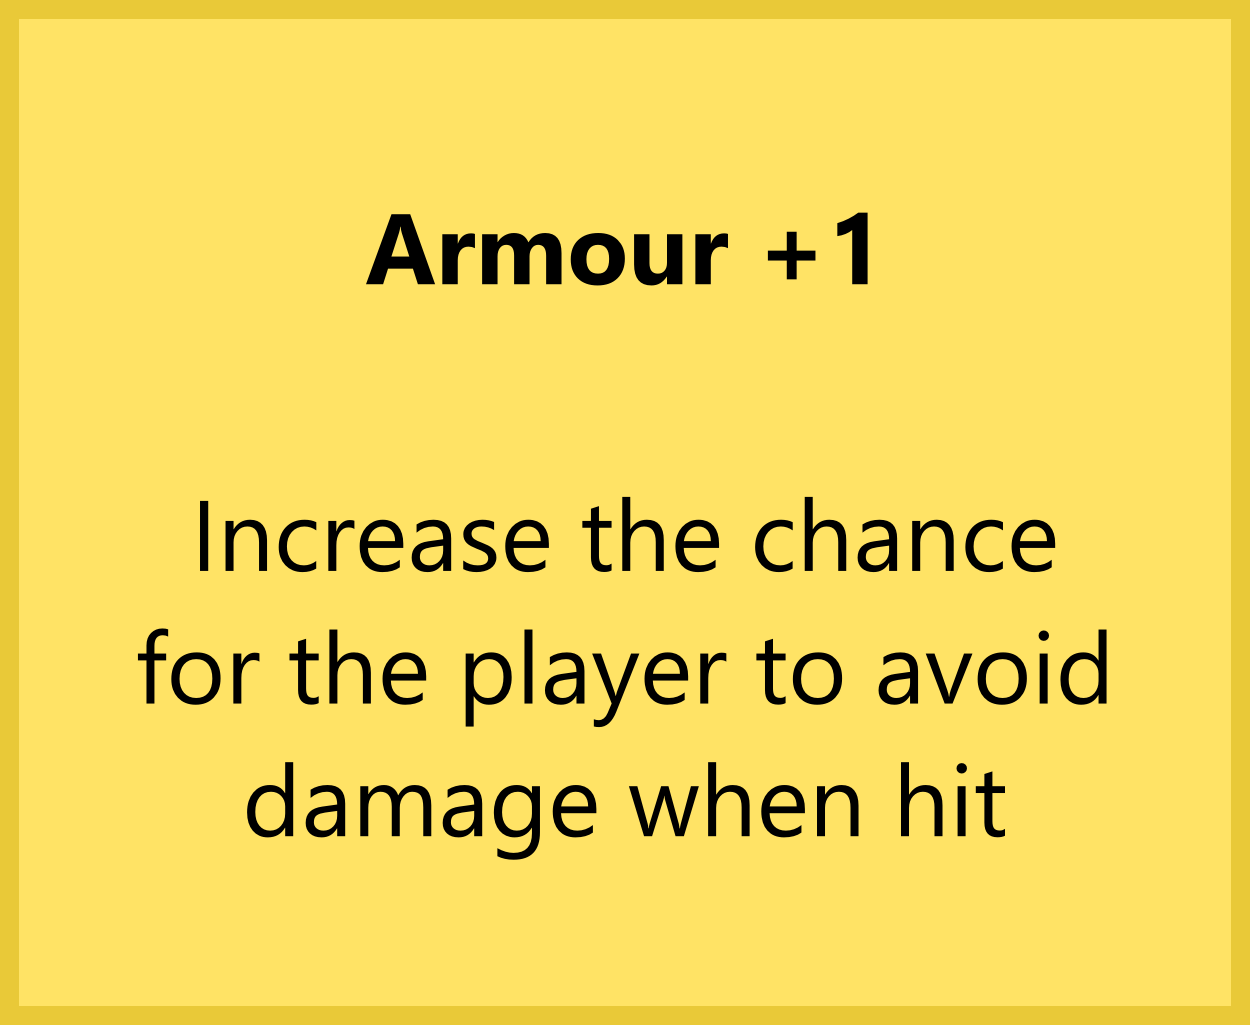 Armour +1
Increase the chance
for the player to avoid
damage when hit